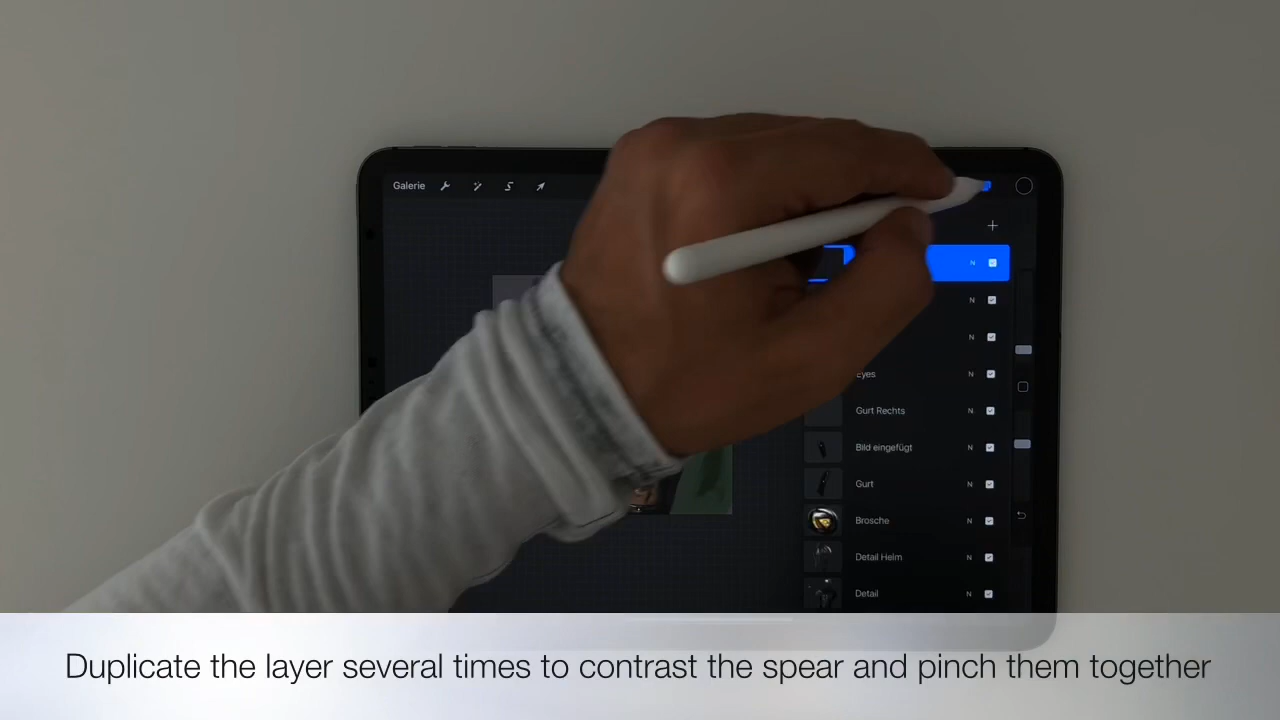 Galerie
N
N
N
Eyes N
Gurt Rechts N
Bild eingefügt N
Gurt N
Brosche N
Detail Helm N
Detail N
Duplicate the layer several times to contrast the spear and pinch them together